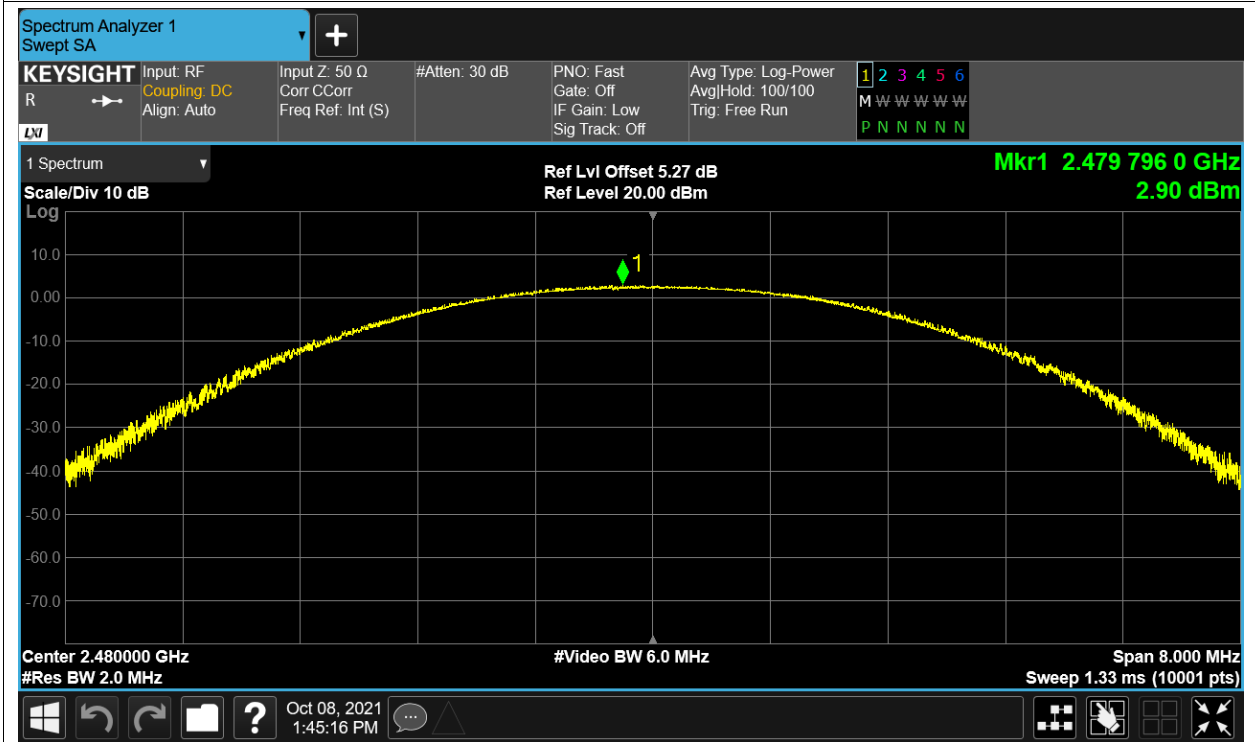 Spectrum Analyzer 1
Swept SA
+
KEYSIGHT
R
LXI
Input: RF
Coupling: DC
Align: Auto
Input Z: 50 Ω
Corr CCorr
Freq Ref: Int (S)
#Atten: 30 dB
PNO: Fast
Gate: Off
IF Gain: Low
Sig Track: Off
Avg Type: Log-Power
Avg|Hold: 100/100
Trig: Free Run
1 2 3 4 5 6
M W W W W W
P N N N N N
1 Spectrum
Scale/Div 10 dB
Log
Ref Lvl Offset 5.27 dB
Ref Level 20.00 dBm
Mkr1 2.479 796 0 GHz
2.90 dBm
1
10.0
0.00
-10.0
-20.0
-30.0
-40.0
-50.0
-60.0
-70.0
Center 2.480000 GHz
#Res BW 2.0 MHz
#Video BW 6.0 MHz
Span 8.000 MHz
Sweep 1.33 ms (10001 pts)
?
Oct 08, 2021
1:45:16 PM